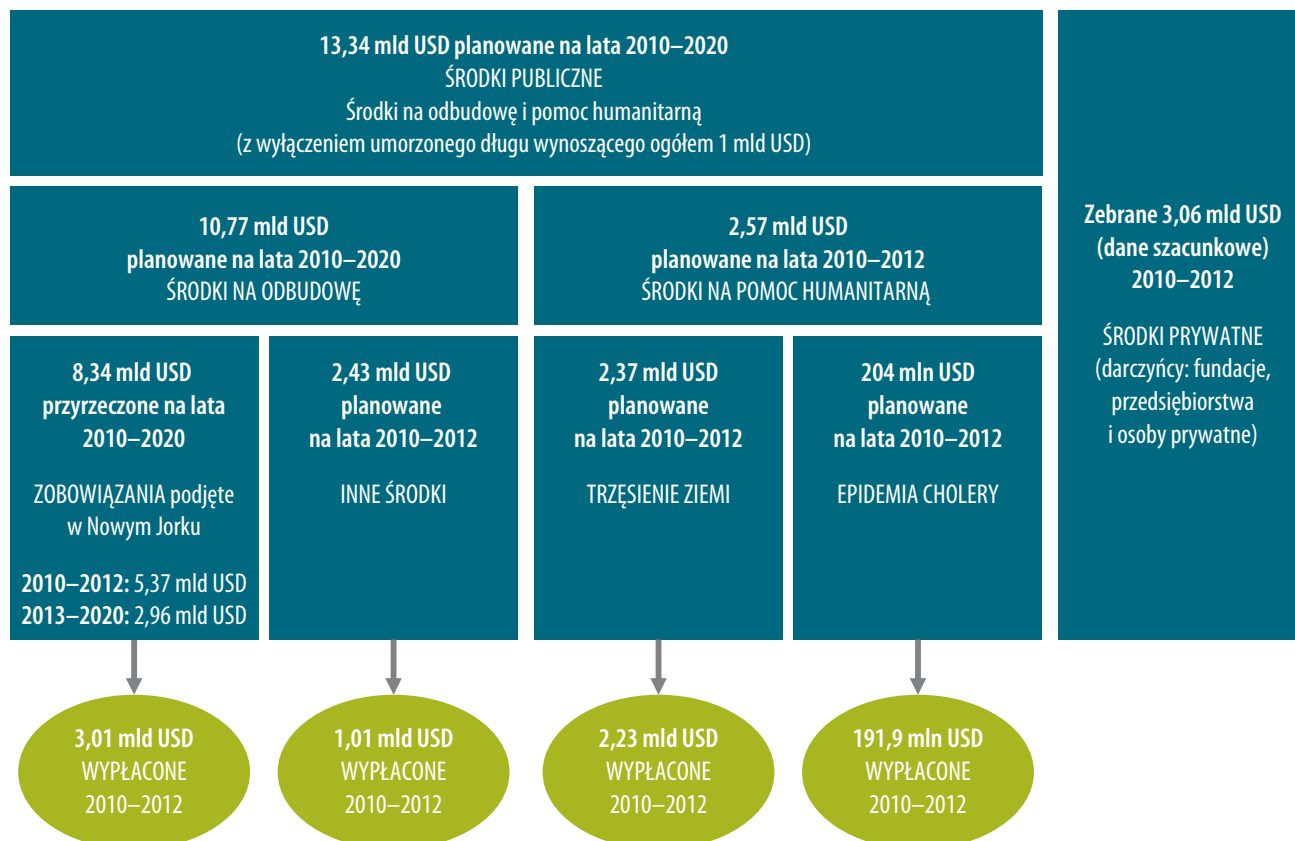 13,34 mld USD planowane na lata 2010–2020
ŚRODKI PUBLICZNE
Środki na odbudowę i pomoc humanitarną
(z wyłączeniem umorzonego długu wynoszącego ogółem 1 mld USD)
10,77 mld USD
planowane na lata 2010–2020
ŚRODKI NA ODBUDOWĘ
2,57 mld USD
planowane na lata 2010–2012
ŚRODKI NA POMOC HUMANITARNĄ
Zebrane 3,06 mld USD
(dane szacunkowe)
2010–2012
ŚRODKI PRYWATNE
(darczyńcy: fundacje,
przedsiębiorstwa
i osoby prywatne)
8,34 mld USD
przyrzeczone na lata
2010–2020
ZOBOWIĄZANIA podjęte
w Nowym Jorku
2010–2012: 5,37 mld USD
2013–2020: 2,96 mld USD
2,43 mld USD
planowane
na lata 2010–2012
INNE ŚRODKI
2,37 mld USD
planowane
na lata 2010–2012
TRZĘSIENIE ZIEMI
204 mln USD
planowane
na lata 2010–2012
EPIDEMIA CHOLERY
3,01 mld USD
WYPŁACONE
2010–2012
1,01 mld USD
WYPŁACONE
2010–2012
2,23 mld USD
WYPŁACONE
2010–2012
191,9 mln USD
WYPŁACONE
2010–2012